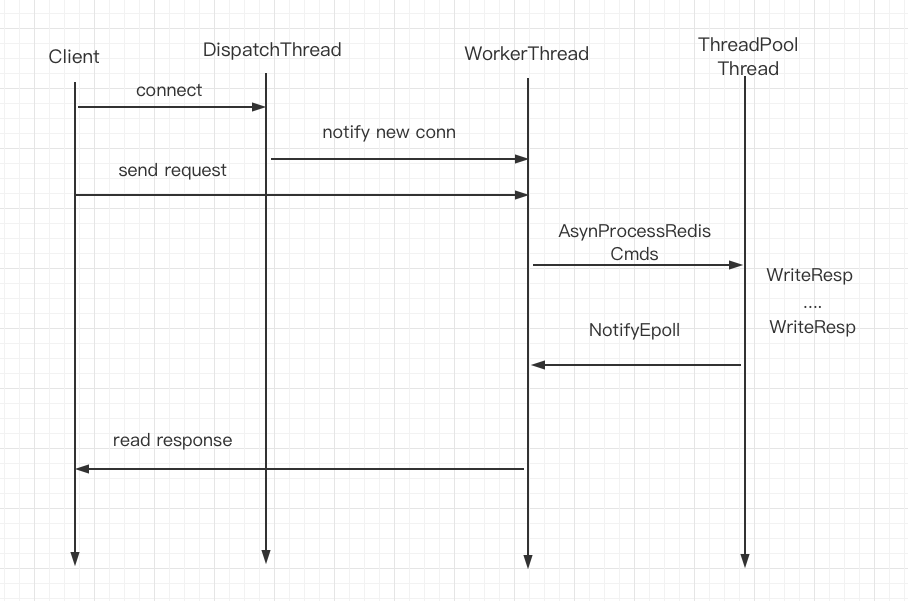 Client
DispatchThread
WorkerThread
ThreadPool
Thread
connect
notify new conn
send request
AsynProcessRedis
Cmds
WriteResp
....
WriteResp
NotifyEpoll
read response